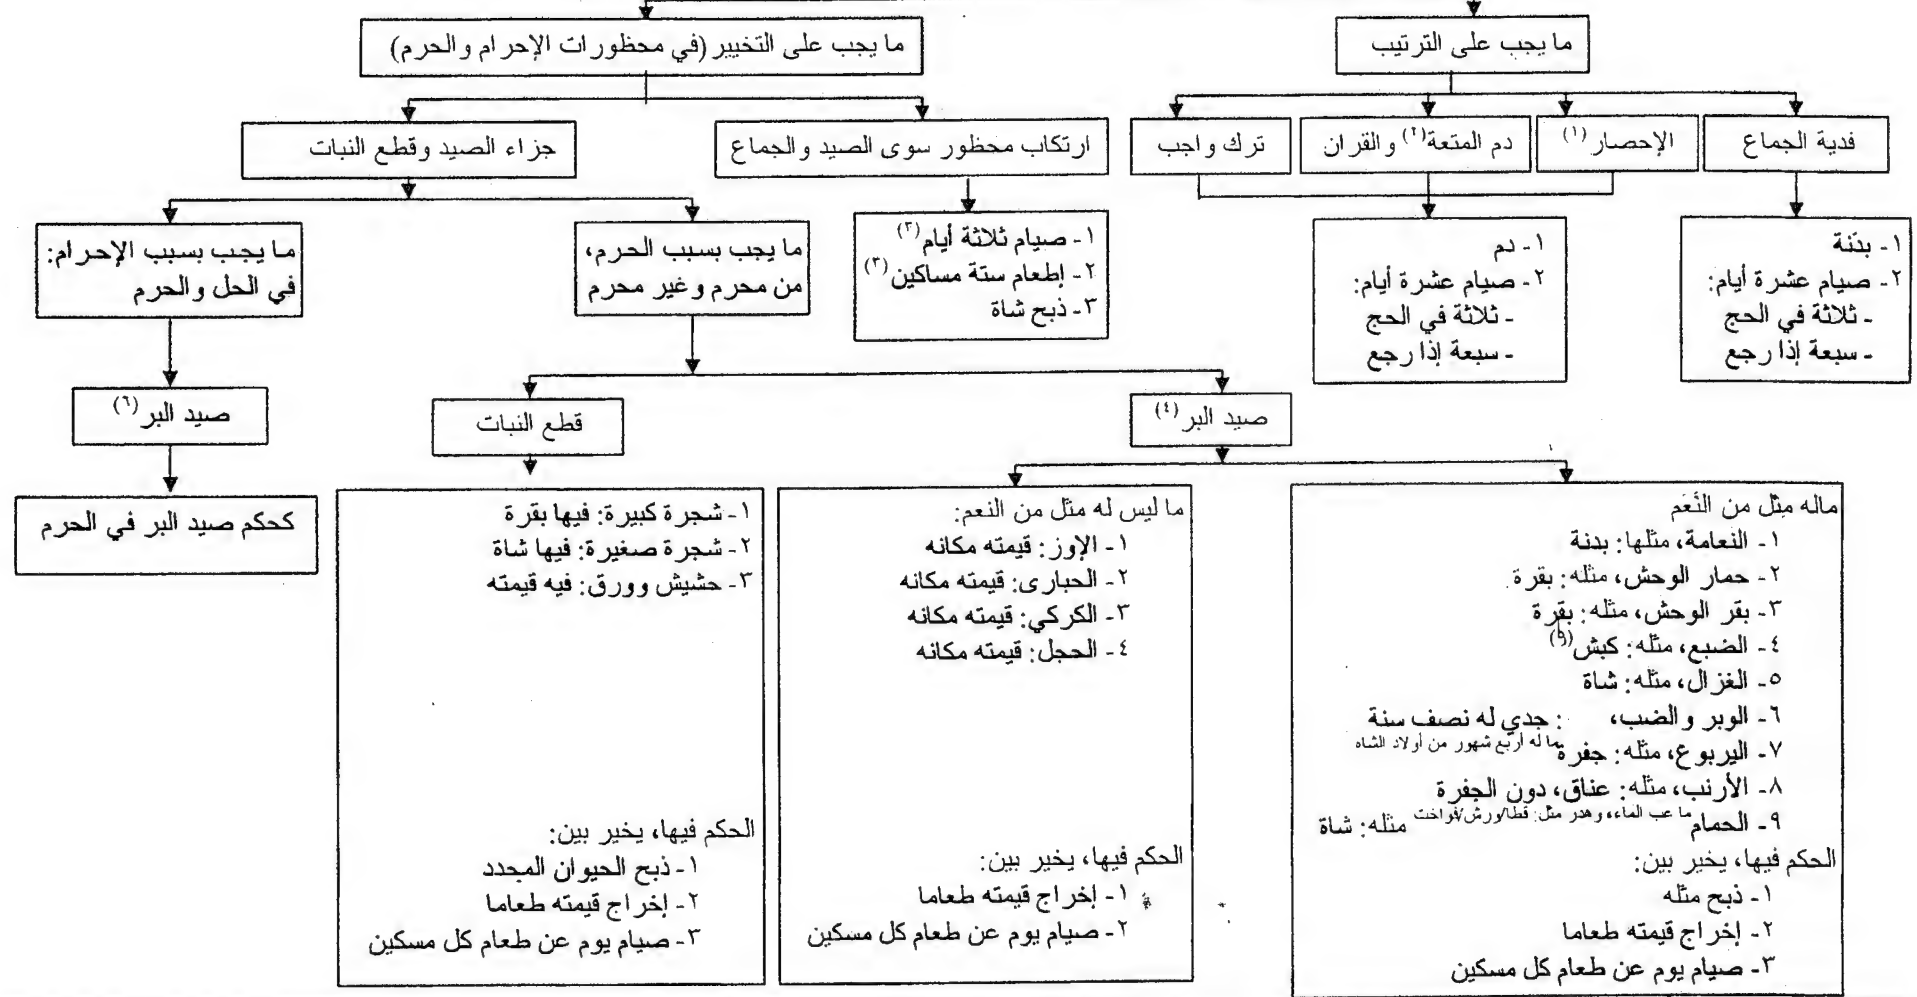 ما يجب على الترتيب
ما يجب على التخيير (في محظورات الإحرام والحرم)
فدية الجماع
الإحصار (١)
دم المتعة(٢) والقران
ترك واجب
ارتكاب محظور سوى الصيد والجماع
جزاء الصيد وقطع النبات
١- بدنة
٢- صيام عشرة أيام:
- ثلاثة في الحج
- سبعة إذا رجع
١- دم
٢- صيام عشرة أيام:
- ثلاثة في الحج
- سبعة إذا رجع
١- صيام ثلاثة أيام(٣)
٢- إطعام ستة مساكين(٣)
٣- ذبح شاة
ما يجب بسبب الحرم،
من محرم وغير محرم
ما يجب بسبب الإحرام:
في الحل والحرم
صيد البر (٤)
قطع النبات
صيد البر (٦)
ماله مِثل من النَّعَم
١- النعامة، مثلها: بدنة
٢- حمار الوحش، مثله: بقرة
٣- بقر الوحش، مثله: بقرة
٤- الضبع، مثله: كبش(٥)
٥- الغزال، مثله: شاة
٦- الوبر والضب، : جدي له نصف سنة
٧- اليربوع، مثله: جفرة ما له أربع شهور من أولاد الشاه
٨- الأرنب، مثله: عناق، دون الجفرة
٩- الحمام ما عب الماء، وهدر مثل: قطا/ورش/فواخت مثله: شاة
الحكم فيها، يخير بين:
١- ذبح مثله
٢- إخراج قيمته طعاما
٣- صيام يوم عن طعام كل مسكين
ما ليس له مثل من النعم:
١- الإوز: قيمته مكانه
٢- الحبارى: قيمته مكانه
٣- الكركي: قيمته مكانه
٤- الحجل: قيمته مكانه
الحكم فيها، يخير بين:
١- إخراج قيمته طعاما
٢- صيام يوم عن طعام كل مسكين
١- شجرة كبيرة: فيها بقرة
٢- شجرة صغيرة: فيها شاة
٣- حشيش وورق: فيه قيمته
الحكم فيها، يخير بين:
١- ذبح الحيوان المحدد
٢- إخراج قيمته طعاما
٣- صيام يوم عن طعام كل مسكين
كحكم صيد البر في الحرم